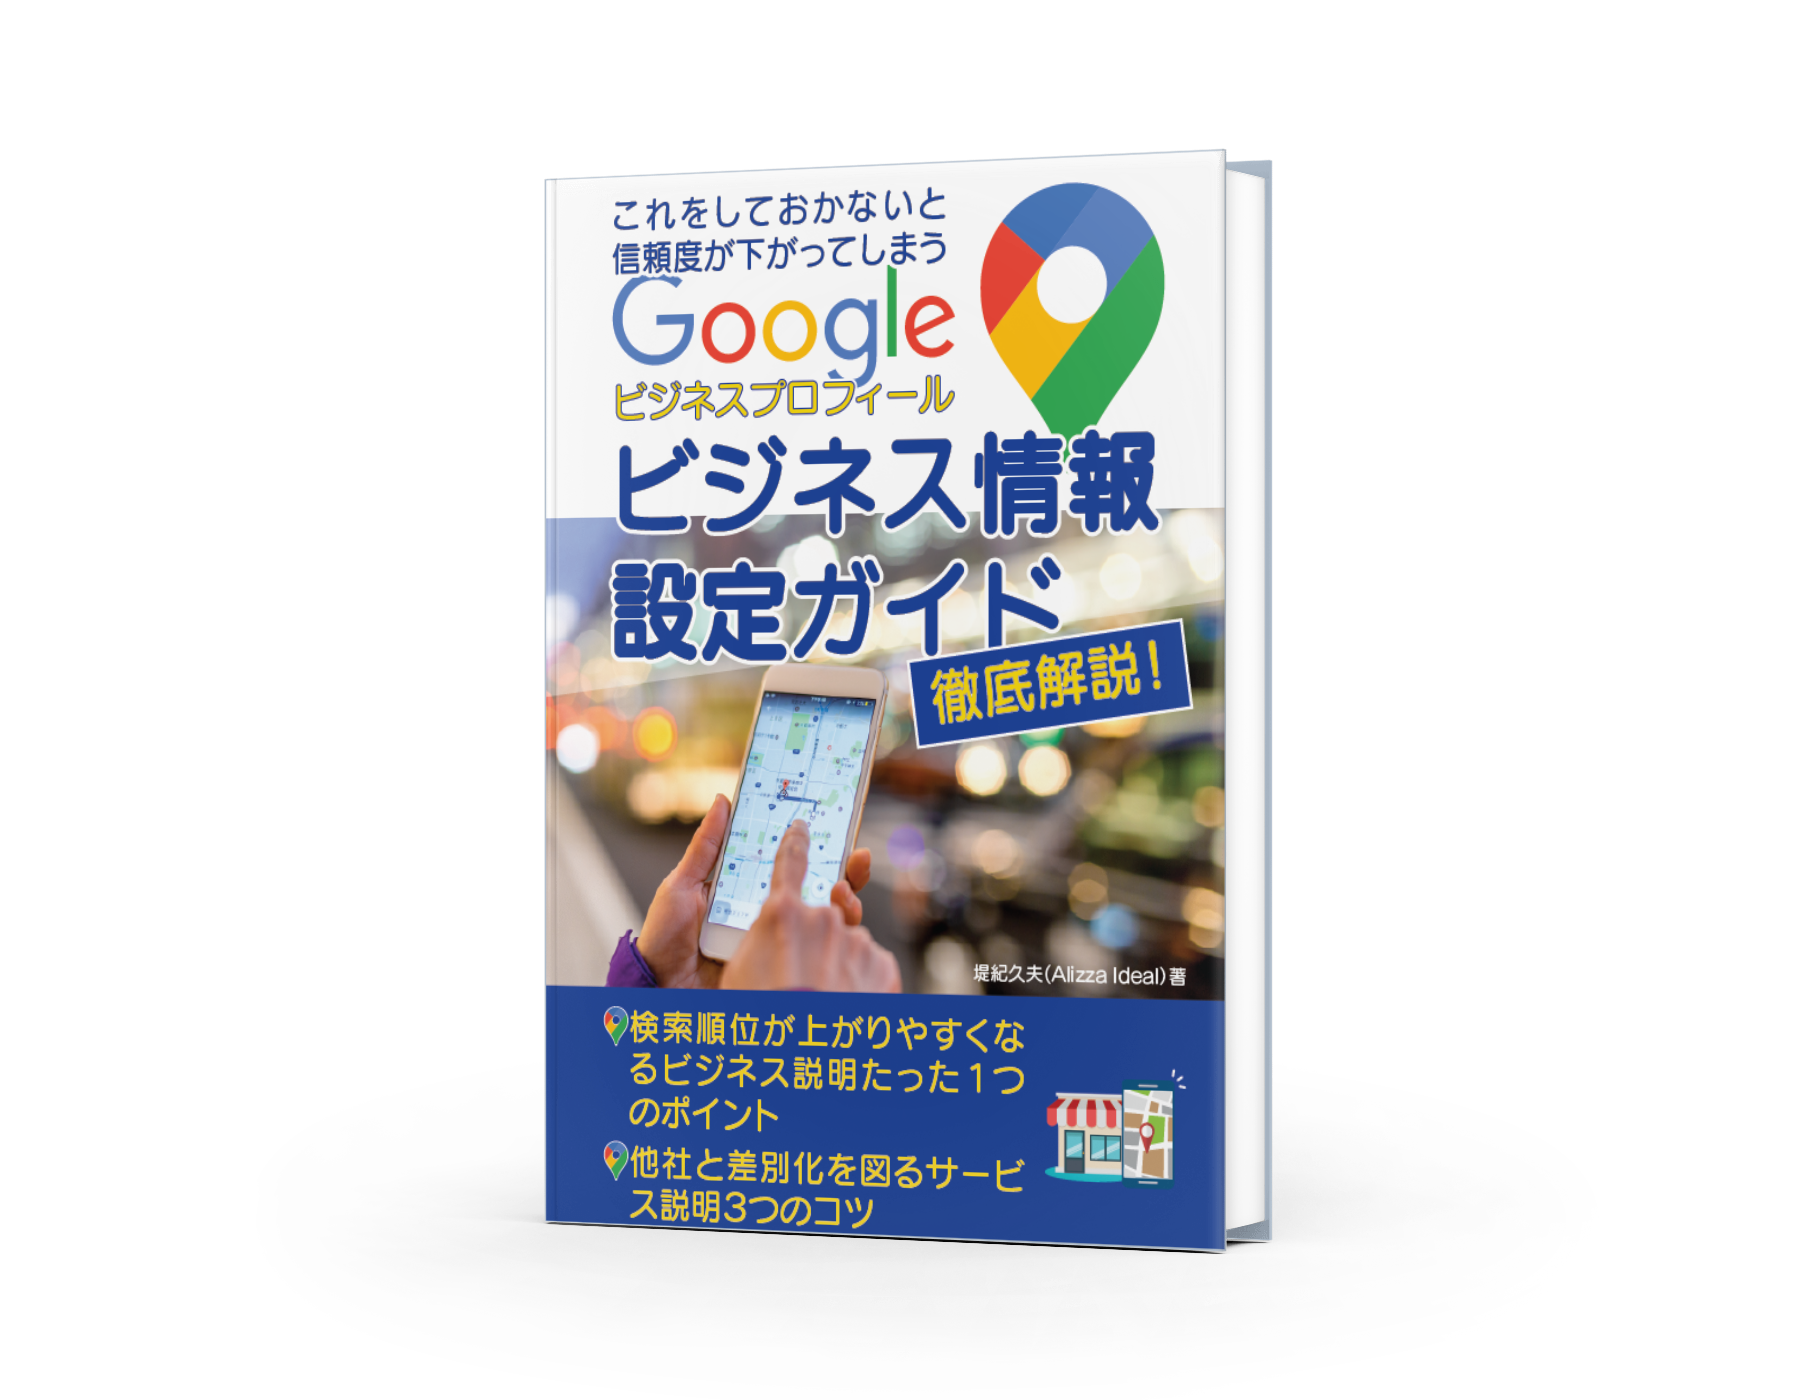 これをしておかないと
信頼度が下がってしまう
Google
ビジネスプロフィール
ビジネス情報
設定ガイド
徹底解説!
堤紀久夫(Alizza Ideal)著
検索順位が上がりやすくな
るビジネス説明たった1つ
のポイント
他社と差別化を図るサービ
ス説明3つのコツ